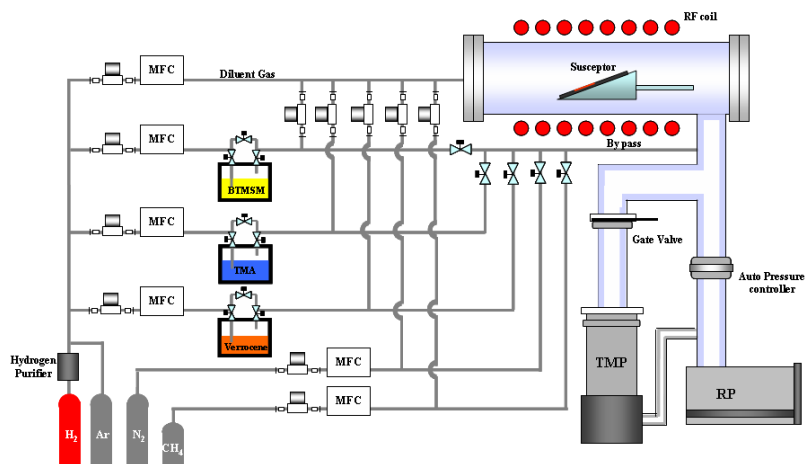 RF coil
MFC
Diluent Gas
Susceptor
MFC
By pass
BTMSM
MFC
TMA
Gate Valve
Auto Pressure
controller
MFC
Verrocene
Hydrogen
Purifier
MFC
TMP
RP
MFC
H2
Ar
N2
CH4